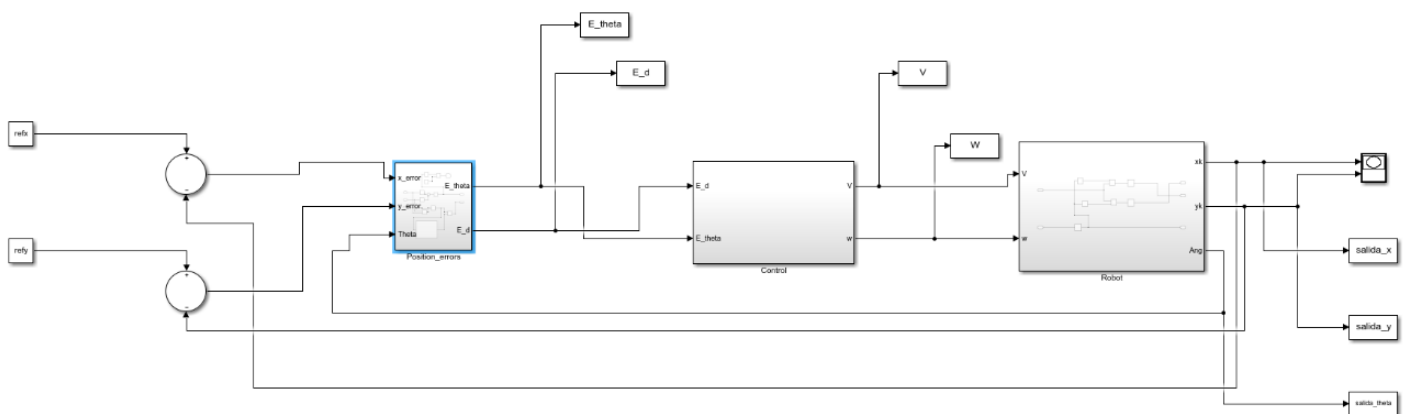 E_theta
E_d
V
refx
W
x_error
y_error
Theta
E_theta
E_d
Position_errors
E_d
E_theta
V
w
Control
V
w
xk
yk
Ang
Robot
refy
salida_x
salida_y
salida_theta